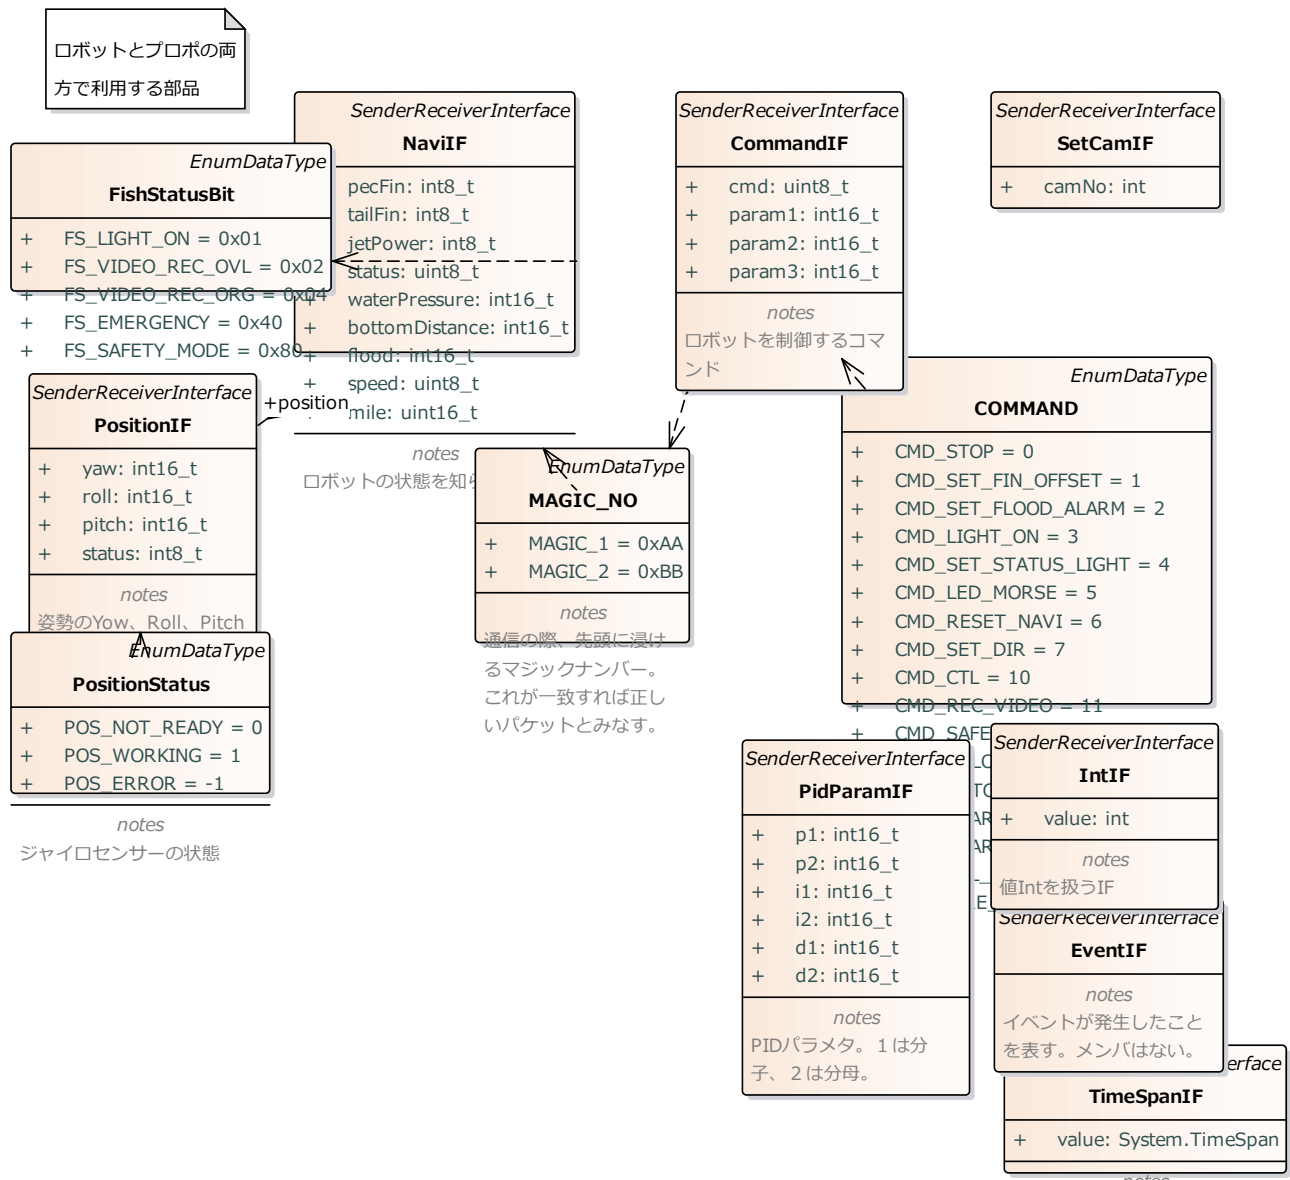 ロボットとプロポの両
方で利用する部品
SenderReceiverInterface
NaviIF
pecFin: int8_t
tailFin: int8_t
jetPower: int8_t
status: uint8_t
+ waterPressure: int16_t
+ bottomDistance: int16_t
+ flood: int16_t
+ speed: uint8_t
mile: uint16_t
notes
ロボットの状態を知ら
EnumDataType
FishStatusBit
+ FS_LIGHT_ON = 0x01
+ FS_VIDEO_REC_OVL = 0x02
+ FS_VIDEO_REC_ORG = 0x04
+ FS_EMERGENCY = 0x40
+ FS_SAFETY_MODE = 0x80
SenderReceiverInterface
CommandIF
+ cmd: uint8_t
+ param1: int16_t
+ param2: int16_t
+ param3: int16_t
notes
ロボットを制御するコマ
ンド
SenderReceiverInterface
SetCamIF
+ camNo: int
SenderReceiverInterface
PositionIF
+ yaw: int16_t
+ roll: int16_t
+ pitch: int16_t
+ status: int8_t
notes
姿勢のYow、Roll、Pitch
+position
EnumDataType
PositionStatus
+ POS_NOT_READY = 0
+ POS_WORKING = 1
+ POS_ERROR = -1
notes
ジャイロセンサーの状態
EnumDataType
MAGIC_NO
+ MAGIC_1 = 0xAA
+ MAGIC_2 = 0xBB
notes
通信の際、先頭に浸け
るマジックナンバー。
これが一致すれば正し
いパケットとみなす。
EnumDataType
COMMAND
+ CMD_STOP = 0
+ CMD_SET_FIN_OFFSET = 1
+ CMD_SET_FLOOD_ALARM = 2
+ CMD_LIGHT_ON = 3
+ CMD_SET_STATUS_LIGHT = 4
+ CMD_LED_MORSE = 5
+ CMD_RESET_NAVI = 6
+ CMD_SET_DIR = 7
+ CMD_CTL = 10
+ CMD_REC_VIDEO = 11
+ CMD_SAFE
SenderReceiverInterface
PidParamIF
+ p1: int16_t
+ p2: int16_t
+ i1: int16_t
+ i2: int16_t
+ d1: int16_t
+ d2: int16_t
notes
PIDパラメタ。１は分
子、２は分母。
SenderReceiverInterface
IntIF
+ value: int
notes
値Intを扱うIF
SenderReceiverInterface
EventIF
notes
イベントが発生したこと
を表す。メンバはない。
erface
TimeSpanIF
+ value: System.TimeSpan
notes